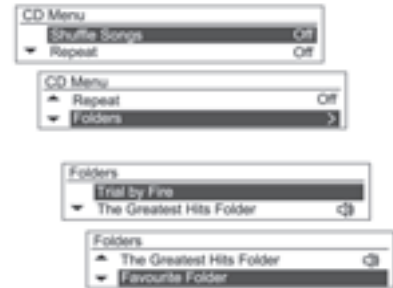 CD Menu
Shuffle Songs Off
Repeat Off
CD Menu
Repeat Off
Folders >
Folders
Trial by Fire
The Greatest Hits Folder
Folders
The Greatest Hits Folder
Favourite Folder